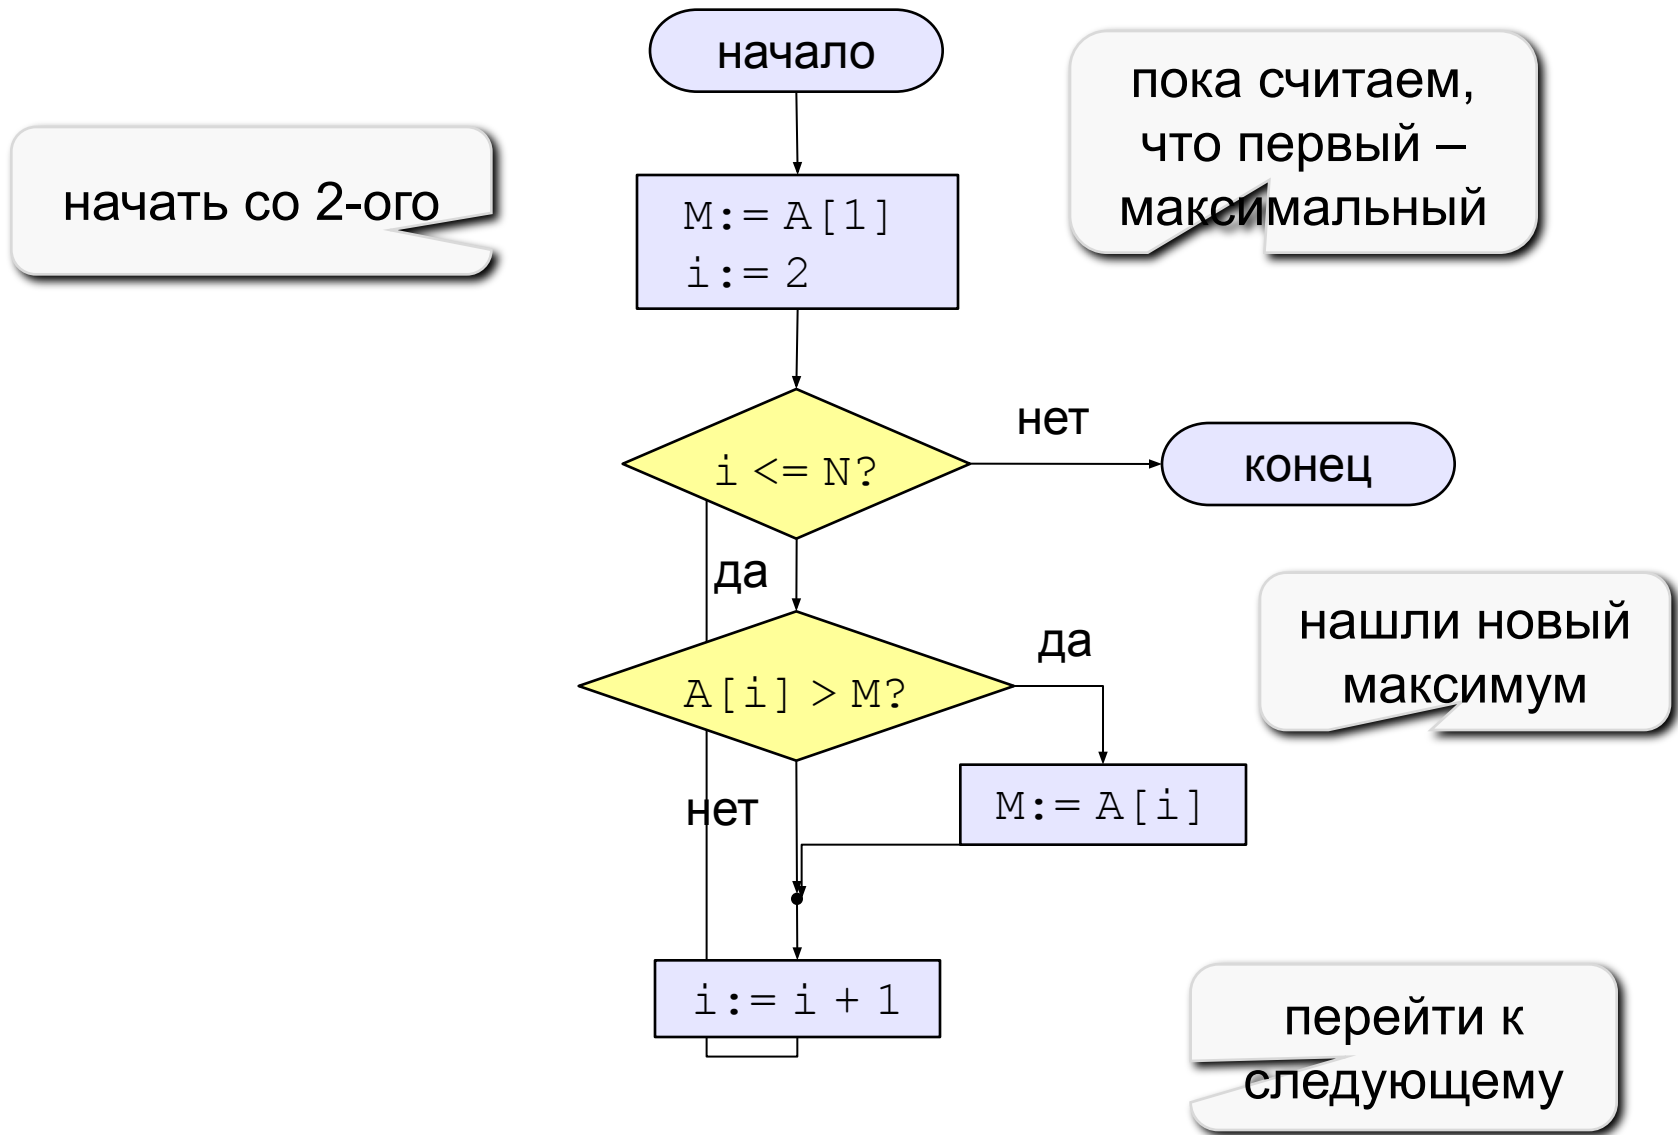 начало
пока считаем,
что первый –
максимальный
начать со 2-ого
M:= A[1]
i:= 2
i <= N?
нет
конец
да
A[i] > M?
да
нашли новый
максимум
нет
M:= A[i]
i:= i + 1
перейти к
следующему